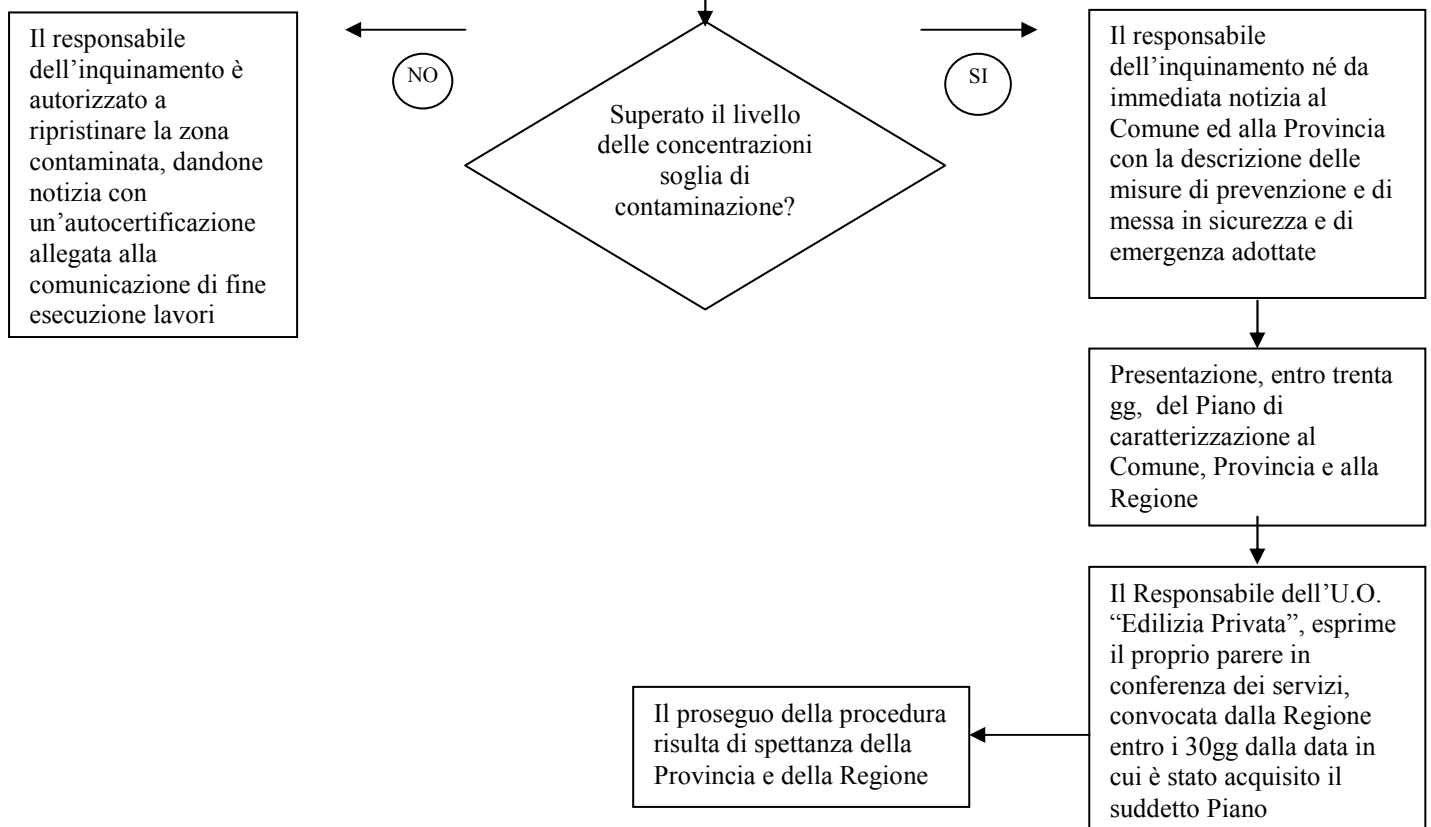 Il responsabile
dell’inquinamento è
autorizzato a
ripristinare la zona
contaminata, dandone
notizia con
un’autocertificazione
allegata alla
comunicazione di fine
esecuzione lavori
NO
Superato il livello
delle concentrazioni
soglia di
contaminazione?
SI
Il responsabile
dell’inquinamento né da
immediata notizia al
Comune ed alla Provincia
con la descrizione delle
misure di prevenzione e di
messa in sicurezza e di
emergenza adottate
Presentazione, entro trenta
gg, del Piano di
caratterizzazione al
Comune, Provincia e alla
Regione
Il Responsabile dell’U.O.
“Edilizia Privata”, esprime
il proprio parere in
conferenza dei servizi,
convocata dalla Regione
entro i 30gg dalla data in
cui è stato acquisito il
suddetto Piano
Il proseguo della procedura
risulta di spettanza della
Provincia e della Regione